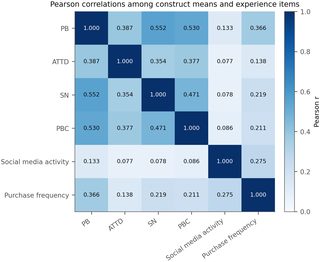 Pearson correlations among construct means and experience items
PB 1.000 0.387 0.552 0.530 0.133 0.366
ATTD 0.387 1.000 0.354 0.377 0.077 0.138
SN 0.552 0.354 1.000 0.471 0.078 0.219
PBC 0.530 0.377 0.471 1.000 0.086 0.211
Social media activity 0.133 0.077 0.078 0.086 1.000 0.275
Purchase frequency 0.366 0.138 0.219 0.211 0.275 1.000
PB
ATTD
SN
PBC
Social media activity
Purchase frequency
1.0
0.8
0.6
0.4
0.2
0.0
Pearson r